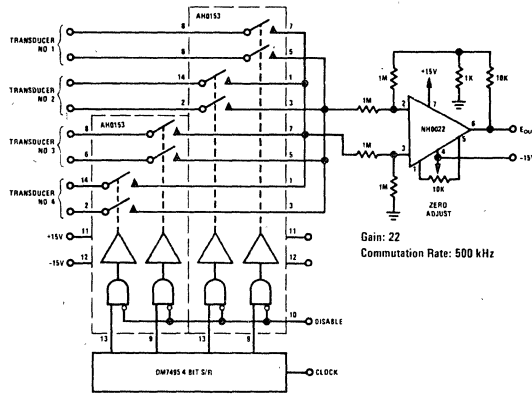 AH0153
TRANSDUCER NO 1
8 7
6 5
TRANSDUCER NO 2
14 1
2 3
AH0153
TRANSDUCER NO 3
8 7
6 5
TRANSDUCER NO 4
14 1
2 3
+15V 11 11
-15V 12 12
10 DISABLE
13 9 13 9
DM7495 4 BIT S/R
CLOCK
1M 1K 10K
+15V
1M 2 7
NH0022 6 EOUT
1M 3 4 5
1 -15V
1M 10K
ZERO ADJUST
Gain: 22
Commutation Rate: 500 kHz